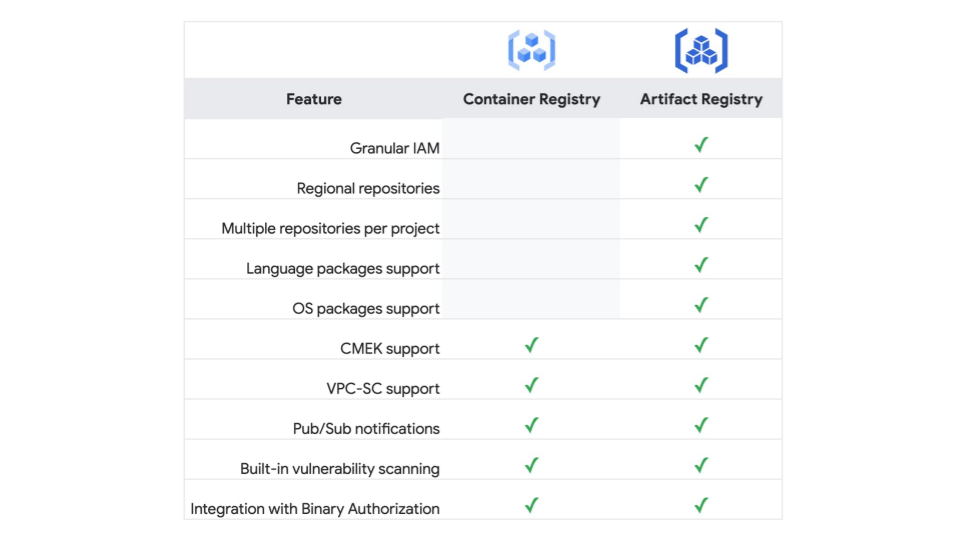 Feature Container Registry Artifact Registry
Granular IAM ✓
Regional repositories ✓
Multiple repositories per project ✓
Language packages support ✓
OS packages support ✓
CMEK support ✓ ✓
VPC-SC support ✓ ✓
Pub/Sub notifications ✓ ✓
Built-in vulnerability scanning ✓ ✓
Integration with Binary Authorization ✓ ✓